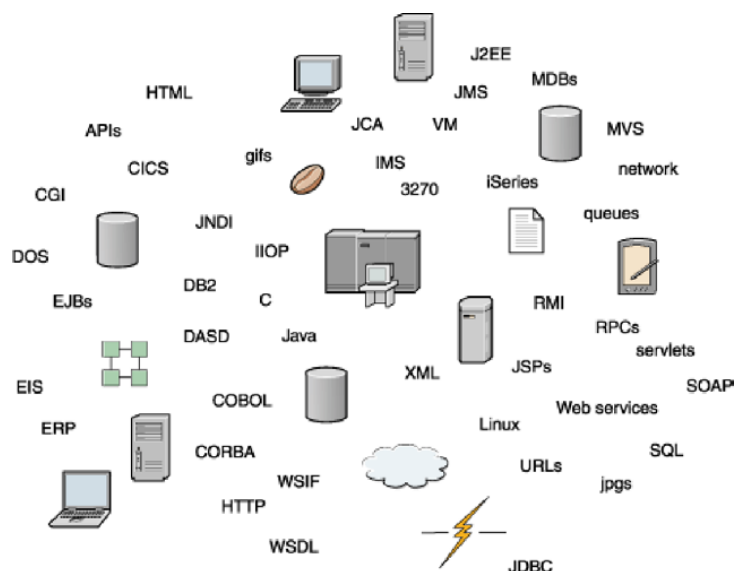 J2EE
MDBs
HTML
JMS
APIs
JCA
VM
MVS
gifs
CICS
IMS
network
CGI
3270
iSeries
queues
JNDI
DOS
IIOP
DB2
EJBs
C
RMI
RPCs
DASD
Java
servlets
XML
JSPs
EIS
SOAP
COBOL
Web services
ERP
Linux
CORBA
SQL
URLs
WSIF
jpgs
HTTP
WSDL
JDBC